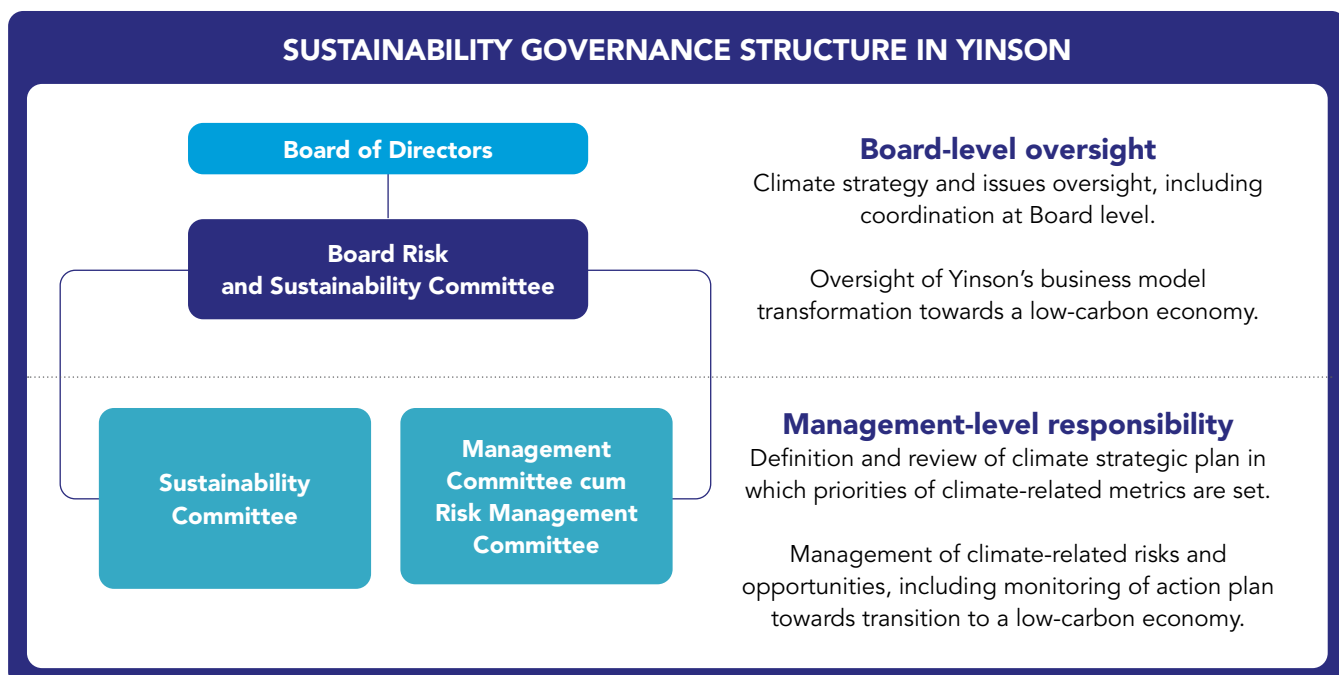 SUSTAINABILITY GOVERNANCE STRUCTURE IN YINSON
Board of Directors
Board Risk
and Sustainability Committee
Board-level oversight
Climate strategy and issues oversight, including
coordination at Board level.
Oversight of Yinson’s business model
transformation towards a low-carbon economy.
Sustainability
Committee
Management
Committee cum
Risk Management
Committee
Management-level responsibility
Definition and review of climate strategic plan in
which priorities of climate-related metrics are set.
Management of climate-related risks and
opportunities, including monitoring of action plan
towards transition to a low-carbon economy.